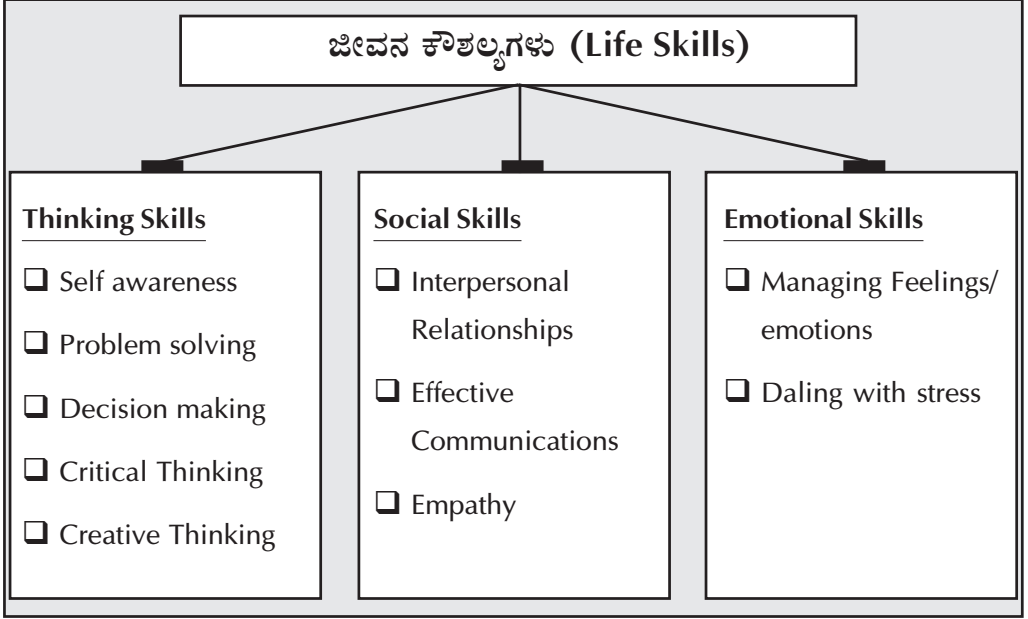 ಜೀವನ ಕೌಶಲ್ಯಗಳು (Life Skills)
Thinking Skills
❑ Self awareness
❑ Problem solving
❑ Decision making
❑ Critical Thinking
❑ Creative Thinking
Social Skills
❑ Interpersonal
Relationships
❑ Effective
Communications
❑ Empathy
Emotional Skills
❑ Managing Feelings/
emotions
❑ Daling with stress